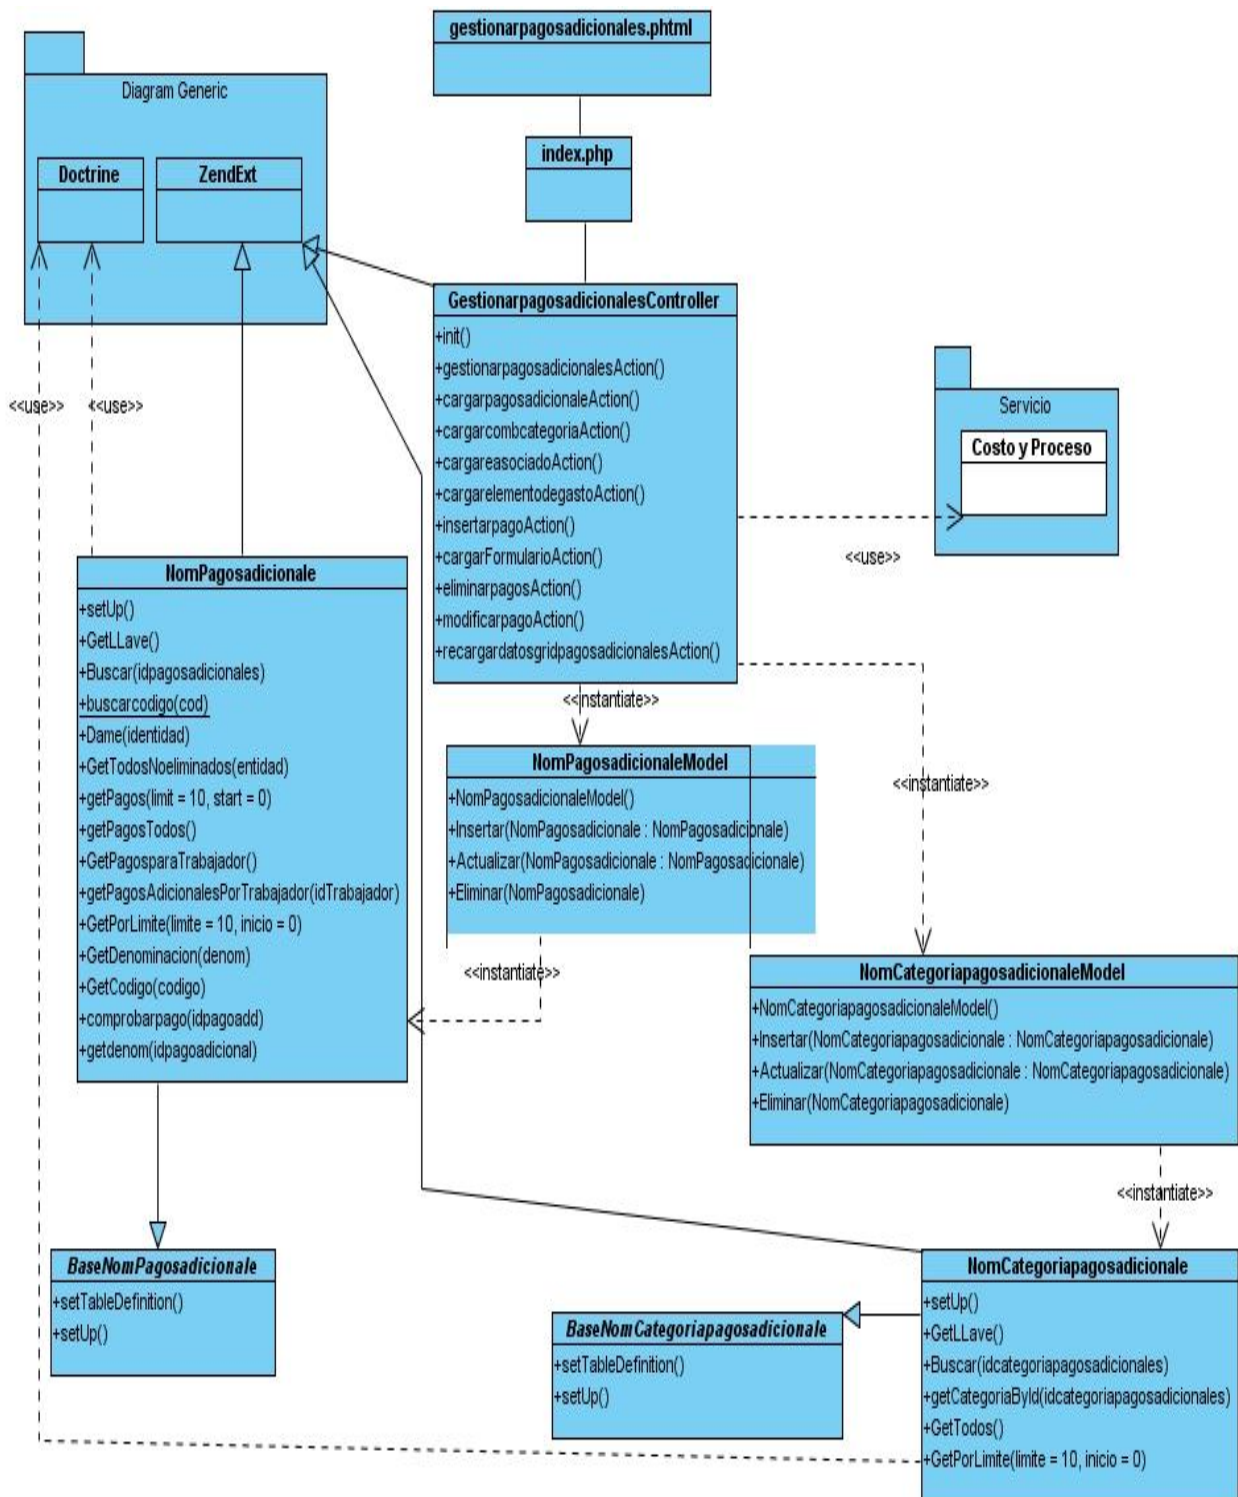 gestionarpagosadicionales.phtml
Diagram Generic
Doctrine
ZendExt
index.php
GestionarpagosadicionalesController
+init()
+gestionarpagosadicionalesAction()
+cargarpagosadicionaleAction()
+cargarcombcategoriaAction()
+cargareasociadoAction()
+cargarelementodegastoAction()
+insertarpagoAction()
+cargarFormularioAction()
+eliminarpagosAction()
+modificarpagoAction()
+recargardatosgridpagosadicionalesAction()
Servicio
Costo y Proceso
<<use>>
<<use>>
<<use>>
NomPagosadicionale
+setUp()
+GetLLave()
+Buscar(idpagosadicionales)
+buscarcodigo(cod)
+Dame(identidad)
+GetTodosNoeliminados(entidad)
+getPagos(limit = 10, start = 0)
+getPagosTodos()
+GetPagosparaTrabajador()
+getPagosAdicionalesPorTrabajador(idTrabajador)
+GetPorLimite(limite = 10, inicio = 0)
+GetDenominacion(denom)
+GetCodigo(codigo)
+comprobarpago(idpagoadd)
+getdenom(idpagoadicional)
<<instantiate>>
NomPagosadicionaleModel
+NomPagosadicionaleModel()
+Insertar(NomPagosadicionale : NomPagosadicionale)
+Actualizar(NomPagosadicionale : NomPagosadicionale)
+Eliminar(NomPagosadicionale)
<<instantiate>>
<<instantiate>>
NomCategoriapagosadicionaleModel
+NomCategoriapagosadicionaleModel()
+Insertar(NomCategoriapagosadicionale : NomCategoriapagosadicionale)
+Actualizar(NomCategoriapagosadicionale : NomCategoriapagosadicionale)
+Eliminar(NomCategoriapagosadicionale)
<<instantiate>>
BaseNomPagosadicionale
+setTableDefinition()
+setUp()
BaseNomCategoriapagosadicionale
+setTableDefinition()
+setUp()
NomCategoriapagosadicionale
+setUp()
+GetLLave()
+Buscar(idcategoriapagosadicionales)
+getCategoriaById(idcategoriapagosadicionales)
+GetTodos()
+GetPorLimite(limite = 10, inicio = 0)